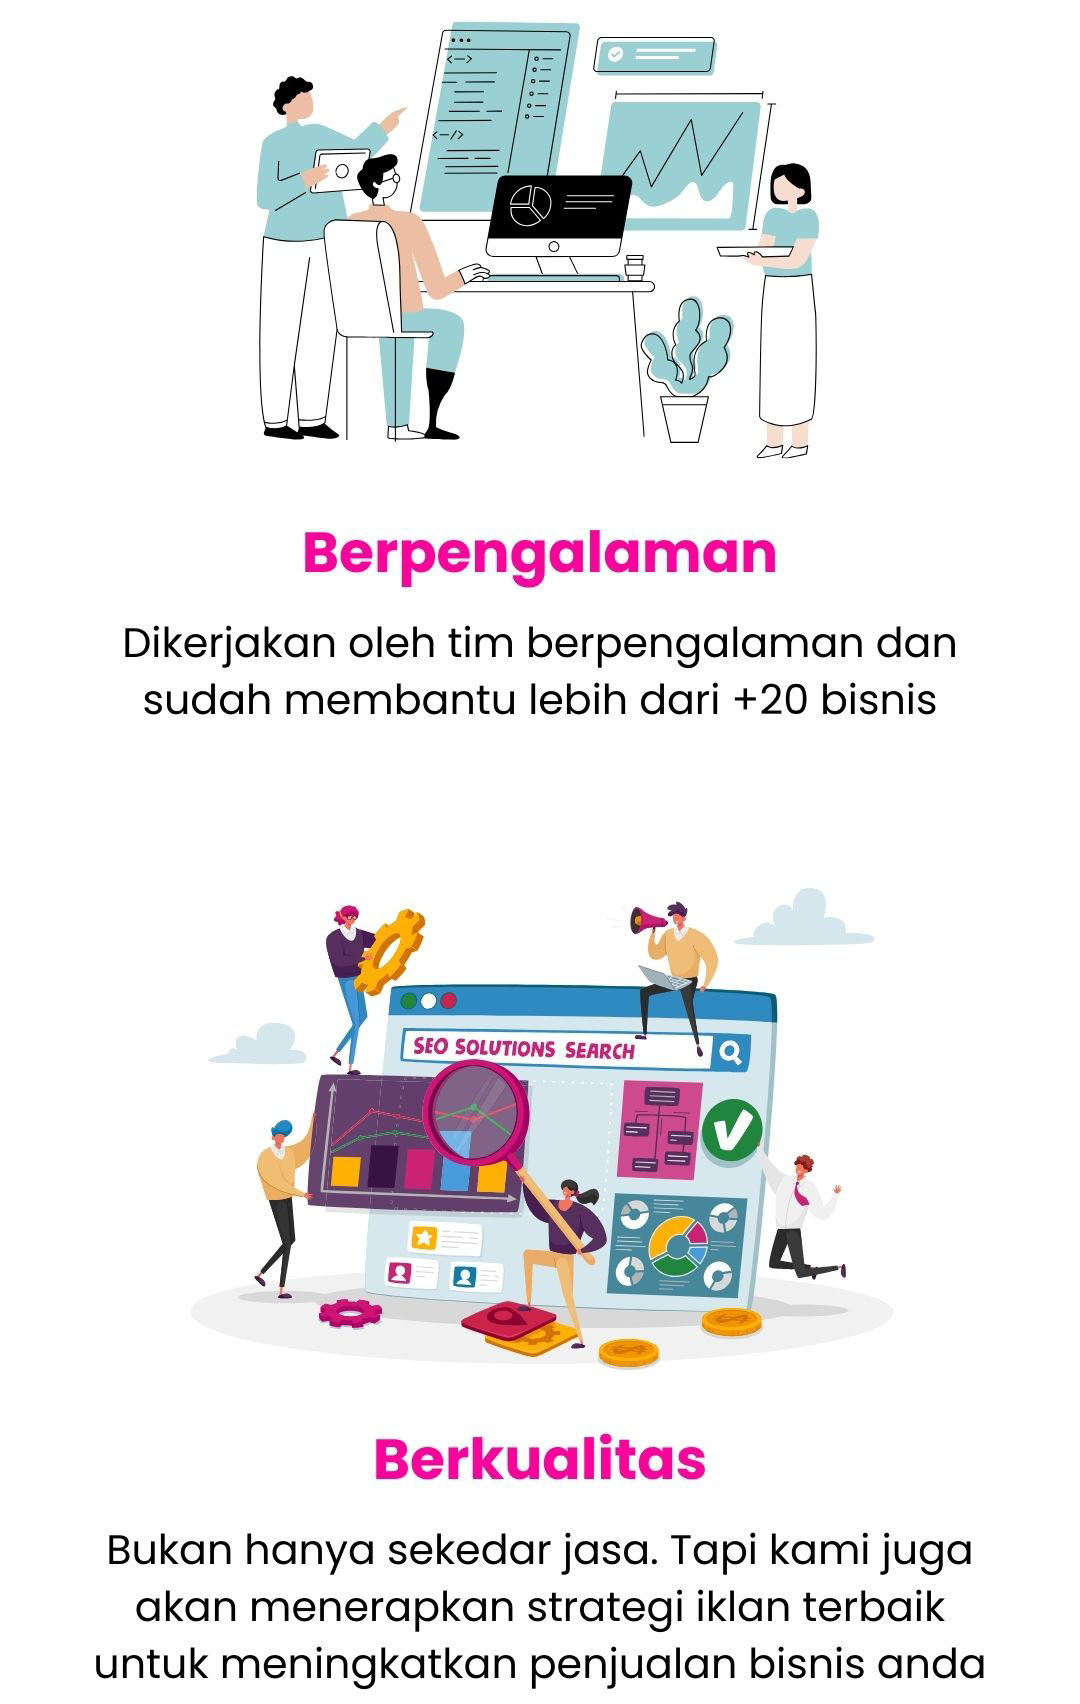 Berpengalaman
Dikerjakan oleh tim berpengalaman dan
sudah membantu lebih dari +20 bisnis
SEO SOLUTIONS SEARCH
Berkualitas
Bukan hanya sekedar jasa. Tapi kami juga
akan menerapkan strategi iklan terbaik
untuk meningkatkan penjualan bisnis anda